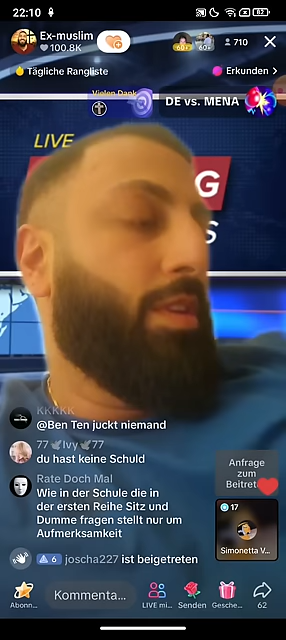 22:10
82
Ex-muslim
100.8K
60+
60+
710
Tägliche Rangliste
Erkunden >
Vielen Dank
DE vs. MENA
LIVE
G
S
KKKKK
@Ben Ten juckt niemand
77🕊️Ivy🕊️77
du hast keine Schuld
Rate Doch Mal
Wie in der Schule die in
der ersten Reihe Sitz und
Dumme fragen stellt nur um
Aufmerksamkeit
Anfrage
zum
Beitret
17
Simonetta V...
6 joscha227 ist beigetreten
Kommenta...
Abonn...
LIVE mi...
Senden
Gesche...
62